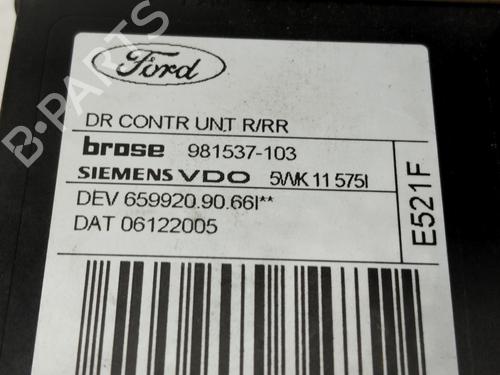 Ford
DR CONTR UN.T R/RR
brose 981537-103
SIEMENS VDO 5WK 11 575I
DEV 659920.90.66I**
DAT 06122005
E521F
B-PARTS